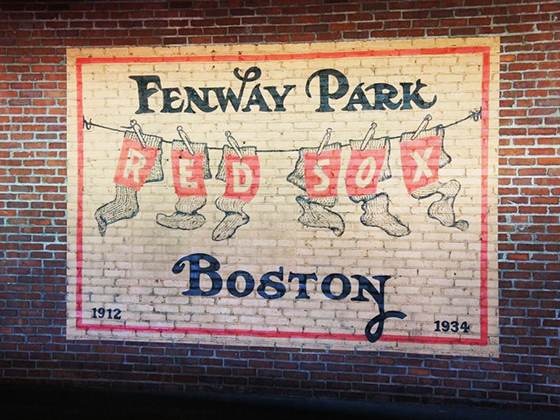 Fenway Park
RED SOX
Boston
1912 1934